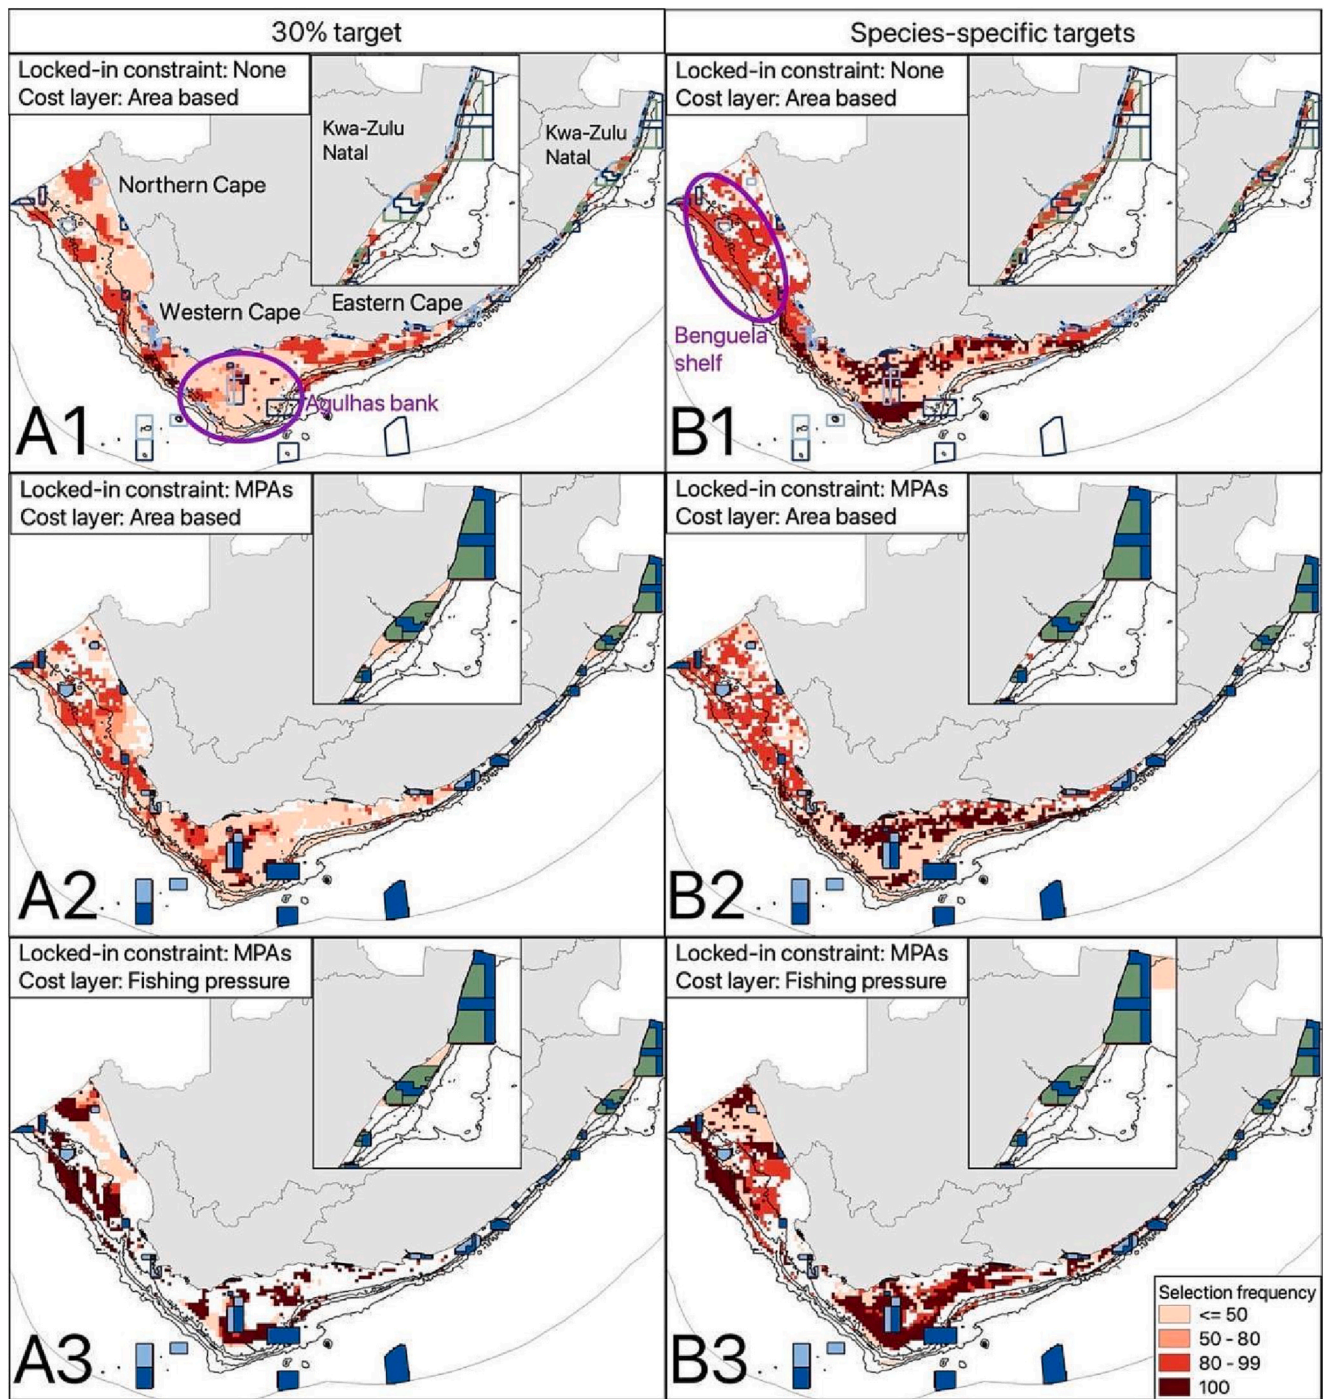 30% target
Species-specific targets
Locked-in constraint: None
Cost layer: Area based
Kwa-Zulu
Natal
Kwa-Zulu
Natal
Northern Cape
Western Cape
Eastern Cape
Agulhas bank
A1
Locked-in constraint: None
Cost layer: Area based
Benguela
shelf
B1
Locked-in constraint: MPAs
Cost layer: Area based
A2
Locked-in constraint: MPAs
Cost layer: Area based
B2
Locked-in constraint: MPAs
Cost layer: Fishing pressure
A3
Locked-in constraint: MPAs
Cost layer: Fishing pressure
B3
Selection frequency
<= 50
50 - 80
80 - 99
100